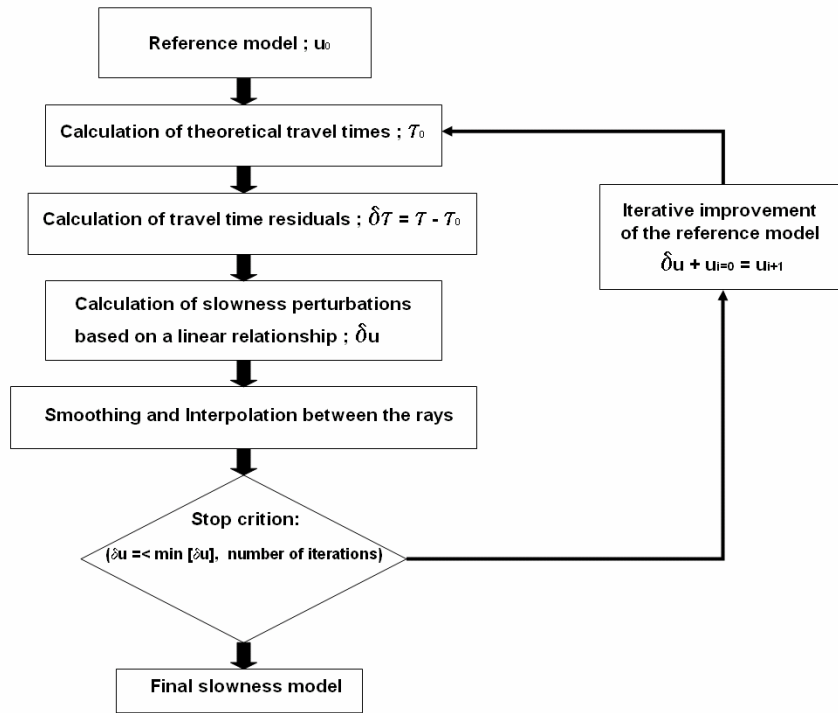 Reference model ; u₀
Calculation of theoretical travel times ; τ₀
Calculation of travel time residuals ; δτ = τ - τ₀
Iterative improvement
of the reference model
δu + uᵢ₌₀ = uᵢ₊₁
Calculation of slowness perturbations
based on a linear relationship ; δu
Smoothing and Interpolation between the rays
Stop crition:
(δu =< min [δu], number of iterations)
Final slowness model